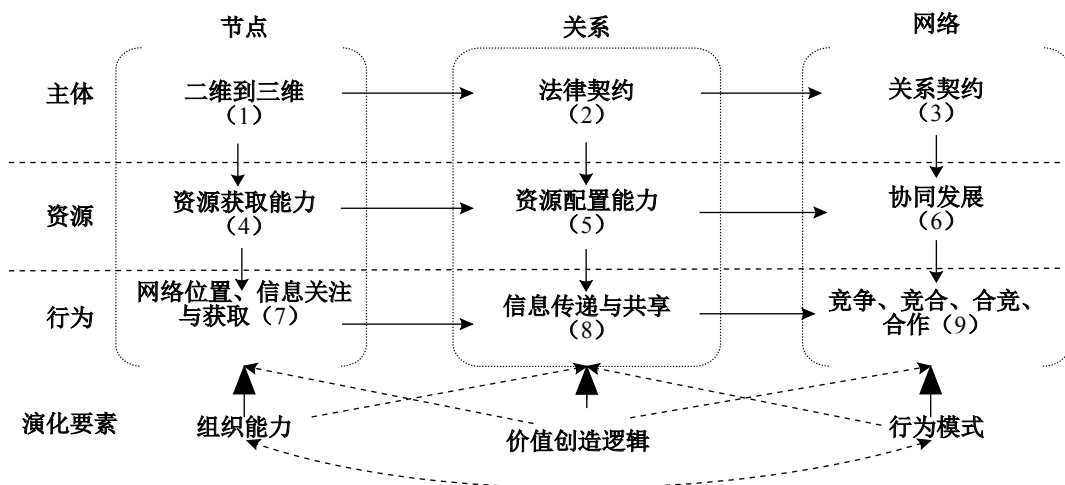 节点 关系 网络
主体
二维到三维
（1）
法律契约
（2）
关系契约
（3）
资源
资源获取能力
（4）
资源配置能力
（5）
协同发展
（6）
行为
网络位置、信息关注
与获取（7）
信息传递与共享
（8）
竞争、竞合、合竞、
合作（9）
演化要素
组织能力
价值创造逻辑
行为模式